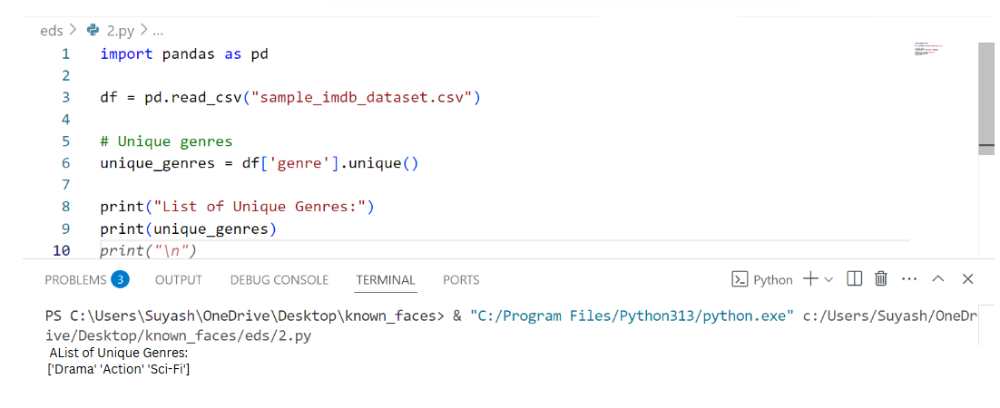 eds > 2.py > ...
1 import pandas as pd
2
3 df = pd.read_csv("sample_imdb_dataset.csv")
4
5 # Unique genres
6 unique_genres = df['genre'].unique()
7
8 print("List of Unique Genres:")
9 print(unique_genres)
10 print("\n")
PROBLEMS 3 OUTPUT DEBUG CONSOLE TERMINAL PORTS Python
PS C:\Users\Suyash\OneDrive\Desktop\known_faces> & "C:/Program Files/Python313/python.exe" c:/Users/Suyash/OneDr
ive/Desktop/known_faces/eds/2.py
AList of Unique Genres:
['Drama' 'Action' 'Sci-Fi']